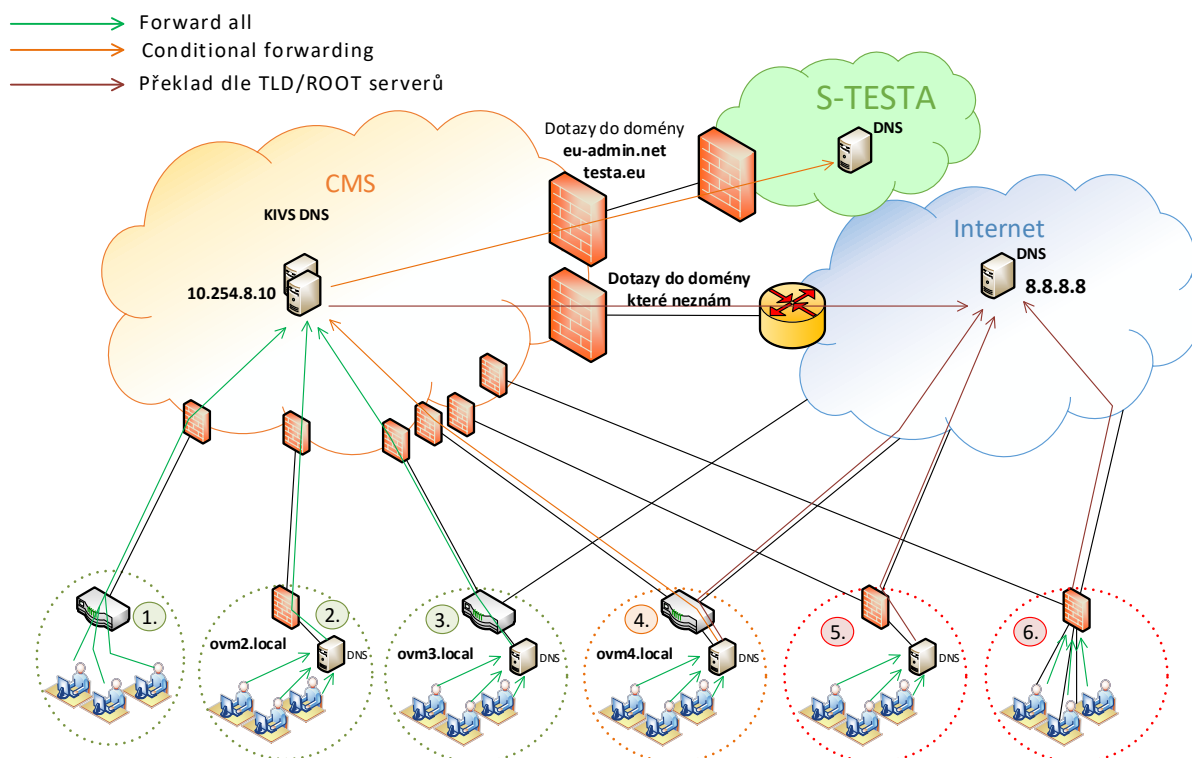 Forward all
Conditional forwarding
Překlad dle TLD/ROOT serverů
S-TESTA
DNS
Dotazy do domény
eu-admin.net
testa.eu
CMS
KIVS DNS
10.254.8.10
Internet
DNS
8.8.8.8
Dotazy do domény
které neznám
1.
2.
ovm2.local
DNS
3.
ovm3.local
DNS
4.
ovm4.local
DNS
5.
DNS
6.